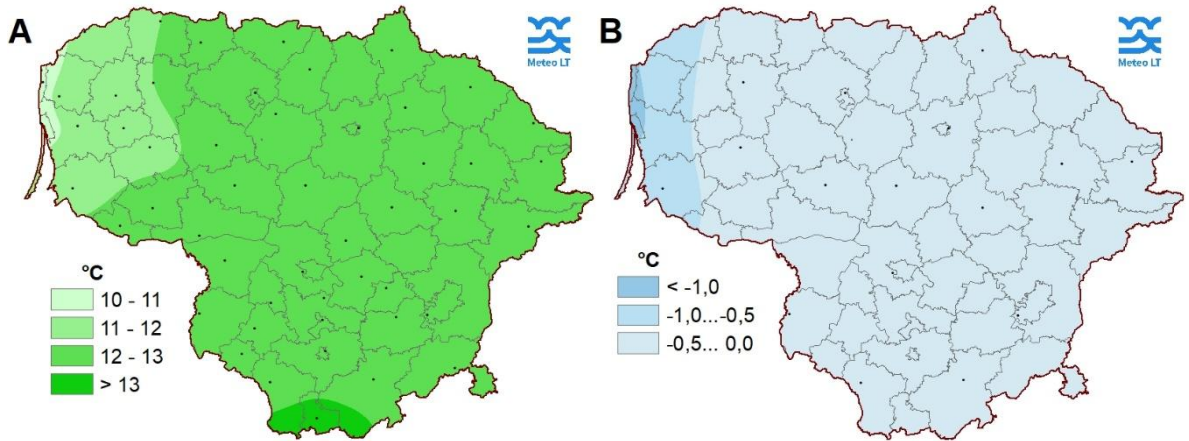 A
Meteo LT
°C
10 - 11
11 - 12
12 - 13
> 13
B
Meteo LT
°C
< -1,0
-1,0...-0,5
-0,5... 0,0